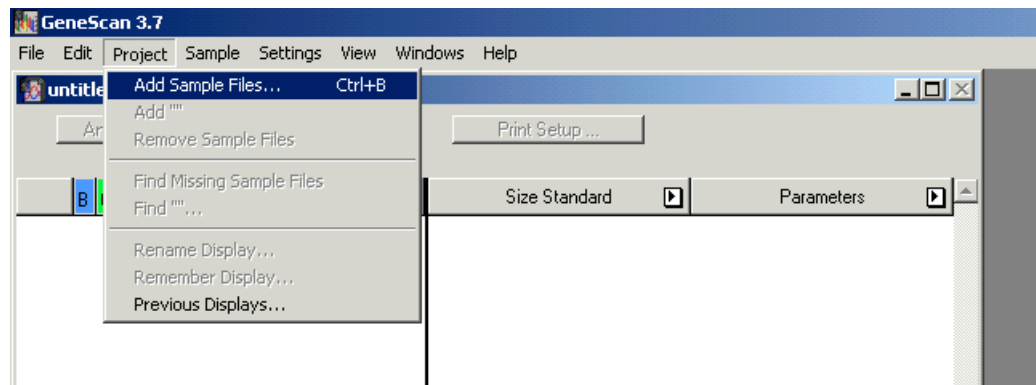 GeneScan 3.7
File Edit Project Sample Settings View Windows Help
untitle
Add Sample Files... Ctrl+B
Add ""
Ar
Print Setup ...
Remove Sample Files
Find Missing Sample Files
B
Size Standard
Parameters
Find ""...
Rename Display...
Remember Display...
Previous Displays...